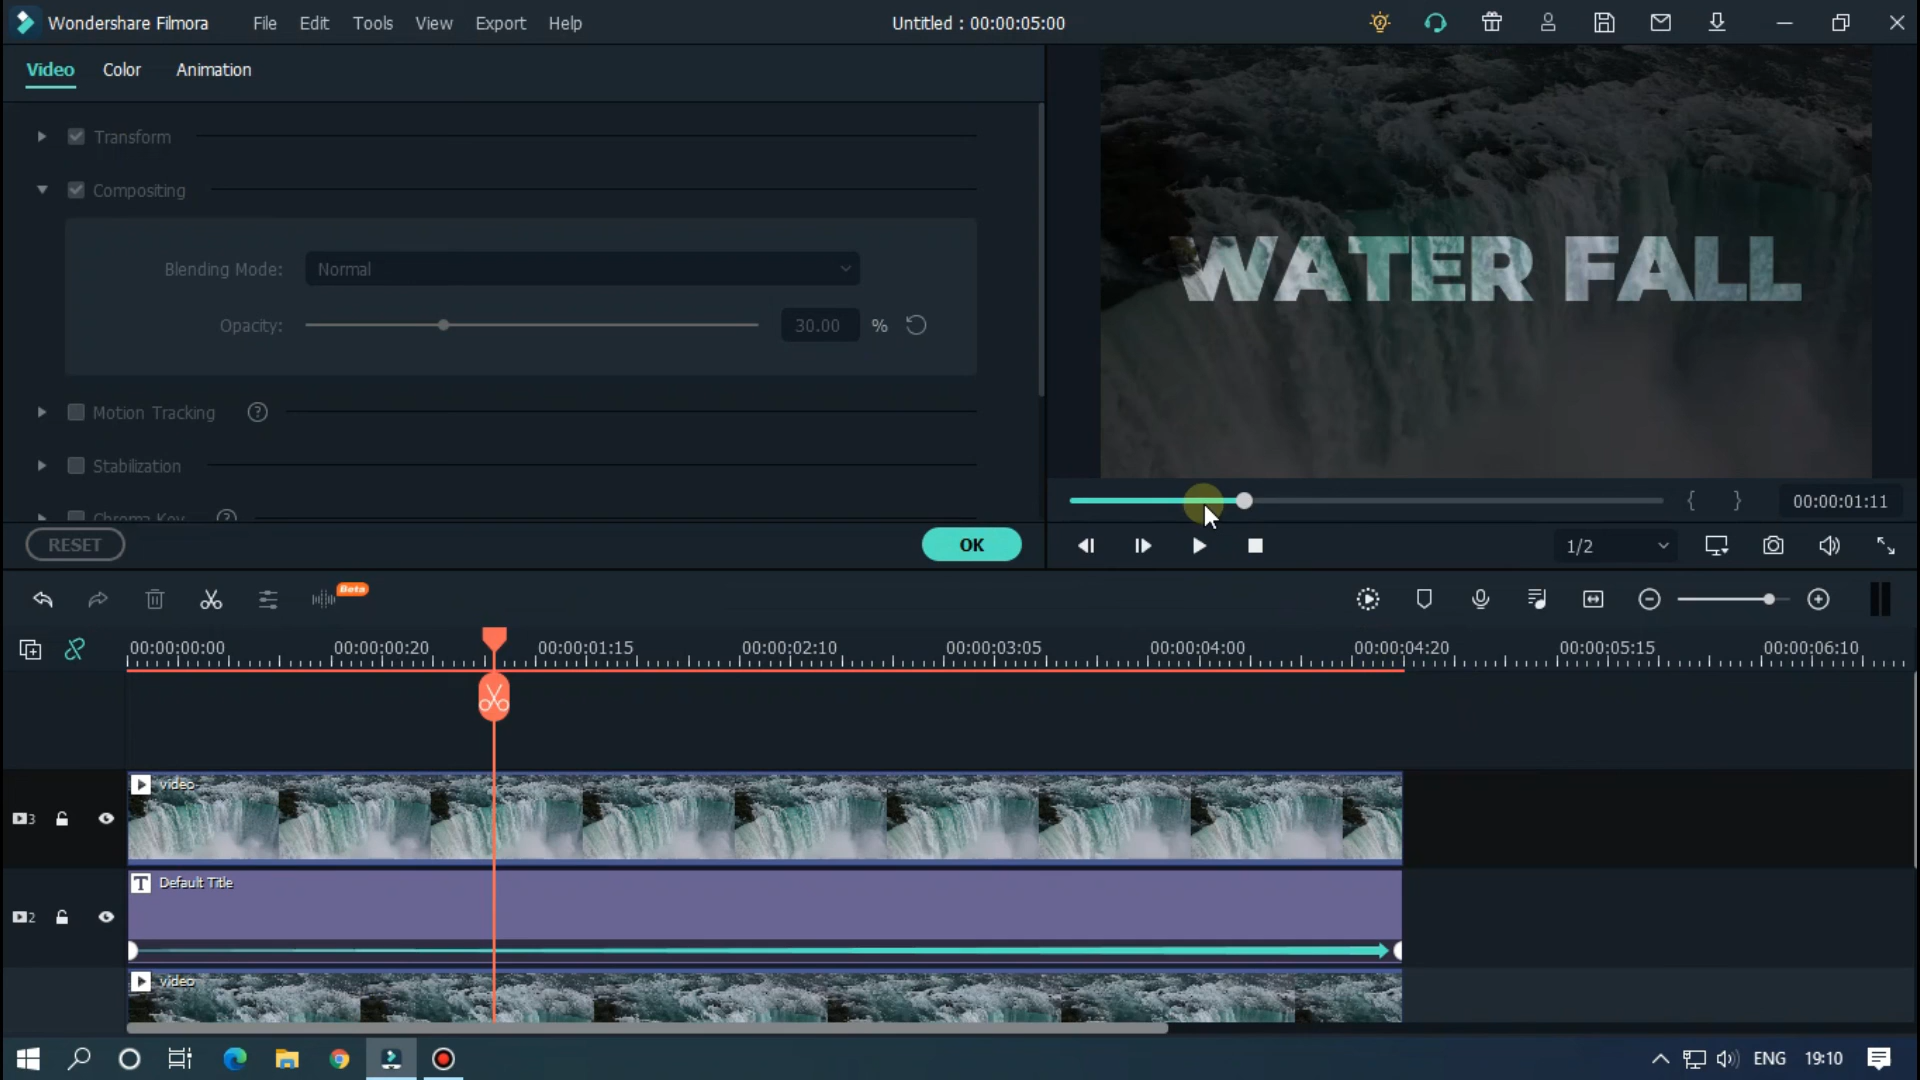 Wondershare Filmora File Edit Tools View Export Help Untitled : 00:00:05:00
Video Color Animation
Transform
Compositing
Blending Mode: Normal
Opacity: 30.00 %
Motion Tracking ?
Stabilization
Chroma Key ?
RESET OK
WATER FALL
{ } 00:00:01:11
1/2
Beta
00:00:00:00 00:00:00:20 00:00:01:15 00:00:02:10 00:00:03:05 00:00:04:00 00:00:04:20 00:00:05:15 00:00:06:10
video
3
T Default Title
2
video
ENG 19:10